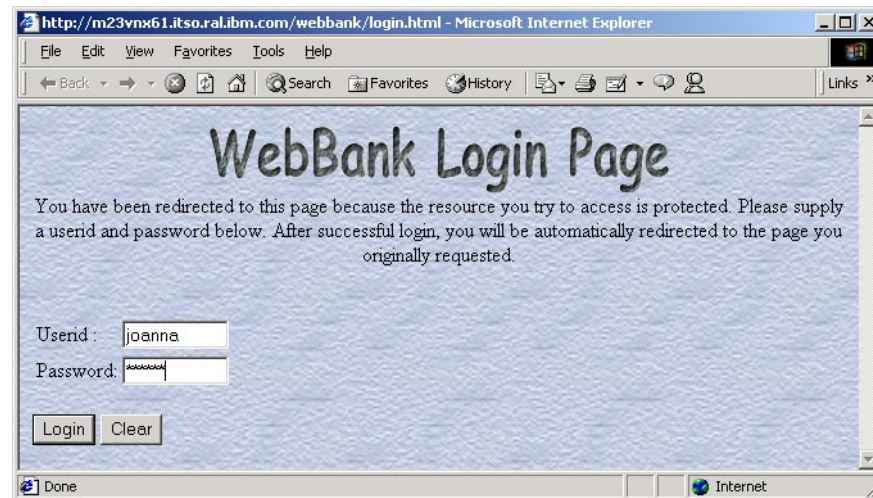 http://m23vnx61.itso.ral.ibm.com/webbank/login.html - Microsoft Internet Explorer
File Edit View Favorites Tools Help
Back Search Favorites History Links »
WebBank Login Page
You have been redirected to this page because the resource you try to access is protected. Please supply
a userid and password below. After successful login, you will be automatically redirected to the page you
originally requested.
Userid : joanna
Password: ******
Login Clear
Done Internet